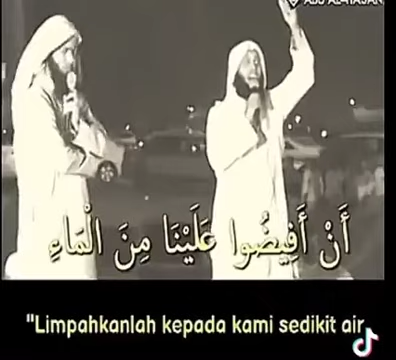 أَنْ أَفِيضُوا عَلَيْنَا مِنَ الْمَاءِ
"Limpahkanlah kepada kami sedikit air